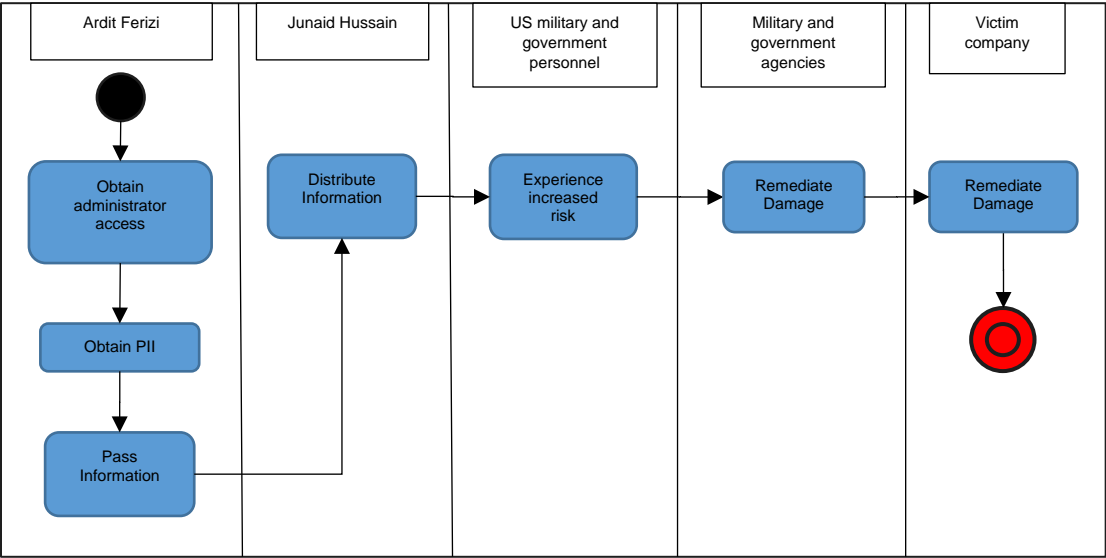 Ardit Ferizi
Junaid Hussain
US military and
government
personnel
Military and
government
agencies
Victim
company
Obtain
administrator
access
Obtain PII
Pass
Information
Distribute
Information
Experience
increased
risk
Remediate
Damage
Remediate
Damage